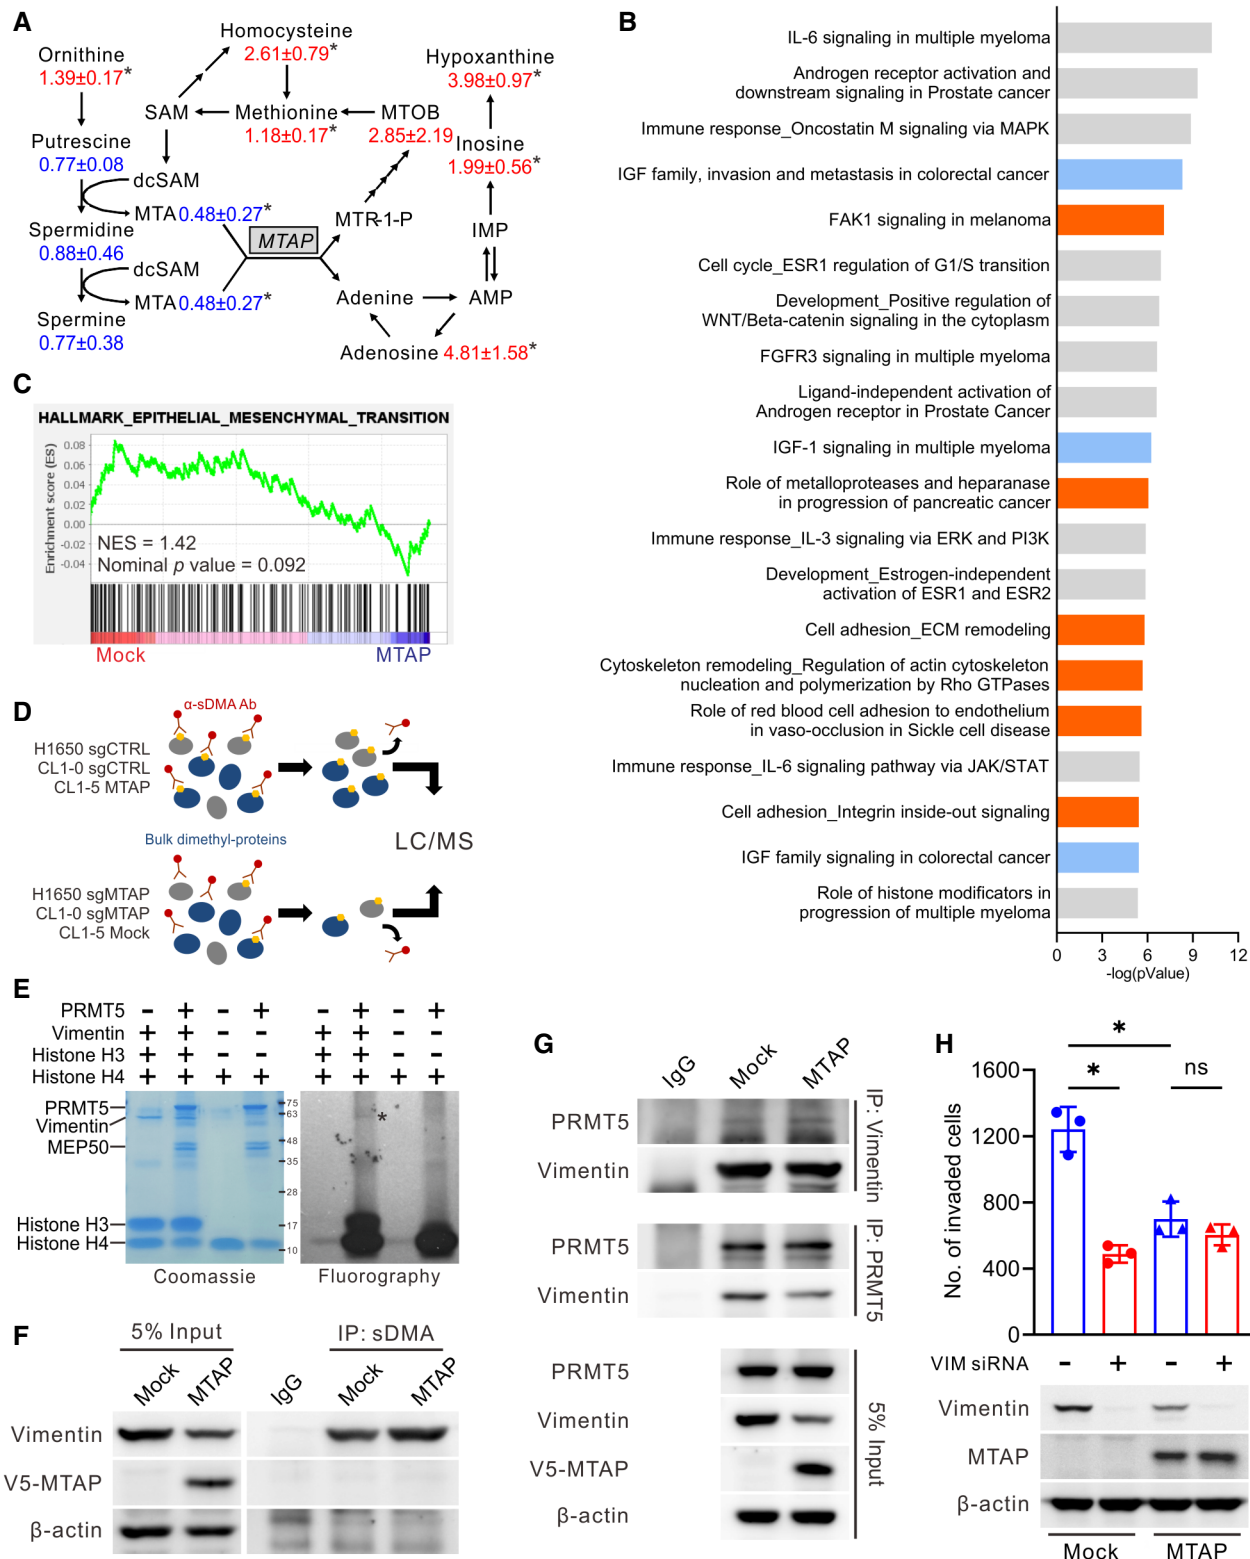 A
Ornithine
1.39±0.17*
Homocysteine
2.61±0.79*
Hypoxanthine
3.98±0.97*
SAM
Methionine
1.18±0.17*
MTOB
2.85±2.19
Putrescine
0.77±0.08
Inosine
1.99±0.56*
dcSAM
MTA 0.48±0.27*
MTR-1-P
Spermidine
0.88±0.46
MTAP
IMP
dcSAM
MTA 0.48±0.27*
Adenine
AMP
Spermine
0.77±0.38
Adenosine 4.81±1.58*
B
IL-6 signaling in multiple myeloma
Androgen receptor activation and
downstream signaling in Prostate cancer
Immune response_Oncostatin M signaling via MAPK
IGF family, invasion and metastasis in colorectal cancer
FAK1 signaling in melanoma
Cell cycle_ESR1 regulation of G1/S transition
Development_Positive regulation of
WNT/Beta-catenin signaling in the cytoplasm
FGFR3 signaling in multiple myeloma
Ligand-independent activation of
Androgen receptor in Prostate Cancer
IGF-1 signaling in multiple myeloma
Role of metalloproteases and heparanase
in progression of pancreatic cancer
Immune response_IL-3 signaling via ERK and PI3K
Development_Estrogen-independent
activation of ESR1 and ESR2
Cell adhesion_ECM remodeling
Cytoskeleton remodeling_Regulation of actin cytoskeleton
nucleation and polymerization by Rho GTPases
Role of red blood cell adhesion to endothelium
in vaso-occlusion in Sickle cell disease
Immune response_IL-6 signaling pathway via JAK/STAT
Cell adhesion_Integrin inside-out signaling
IGF family signaling in colorectal cancer
Role of histone modificators in
progression of multiple myeloma
0 3 6 9 12
-log(pValue)
C
HALLMARK_EPITHELIAL_MESENCHYMAL_TRANSITION
Enrichment score (ES)
0.08
0.06
0.04
0.02
0.00
-0.02
-0.04
NES = 1.42
Nominal p value = 0.092
Mock
MTAP
D
α-sDMA Ab
H1650 sgCTRL
CL1-0 sgCTRL
CL1-5 MTAP
Bulk dimethyl-proteins
LC/MS
H1650 sgMTAP
CL1-0 sgMTAP
CL1-5 Mock
E
PRMT5 - + - + - + - +
Vimentin + + - - + + - -
Histone H3 + + - - + + - -
Histone H4 + + + + + + + +
PRMT5
Vimentin
MEP50
Histone H3
Histone H4
75
63
48
35
28
17
10
*
Coomassie
Fluorography
F
5% Input
IP: sDMA
Mock
MTAP
IgG
Mock
MTAP
Vimentin
V5-MTAP
β-actin
G
IgG
Mock
MTAP
PRMT5
Vimentin
IP: Vimentin
PRMT5
Vimentin
IP: PRMT5
PRMT5
Vimentin
V5-MTAP
β-actin
5% Input
H
No. of invaded cells
1600
1200
800
400
0
*
*
ns
VIM siRNA - + - +
Vimentin
MTAP
β-actin
Mock
MTAP